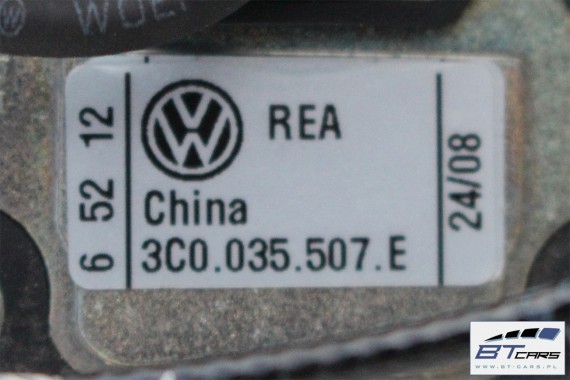 6 52 12
REA
China
3C0.035.507.E
24/08
BTCARS
WWW.BT-CARS.PL